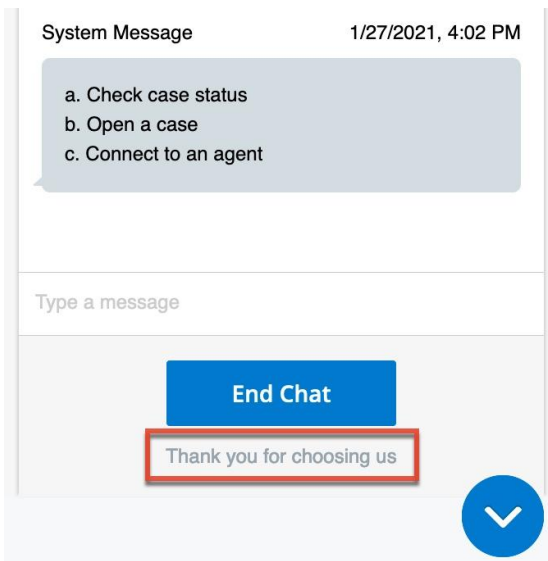 System Message 1/27/2021, 4:02 PM
a. Check case status
b. Open a case
c. Connect to an agent
Type a message
End Chat
Thank you for choosing us